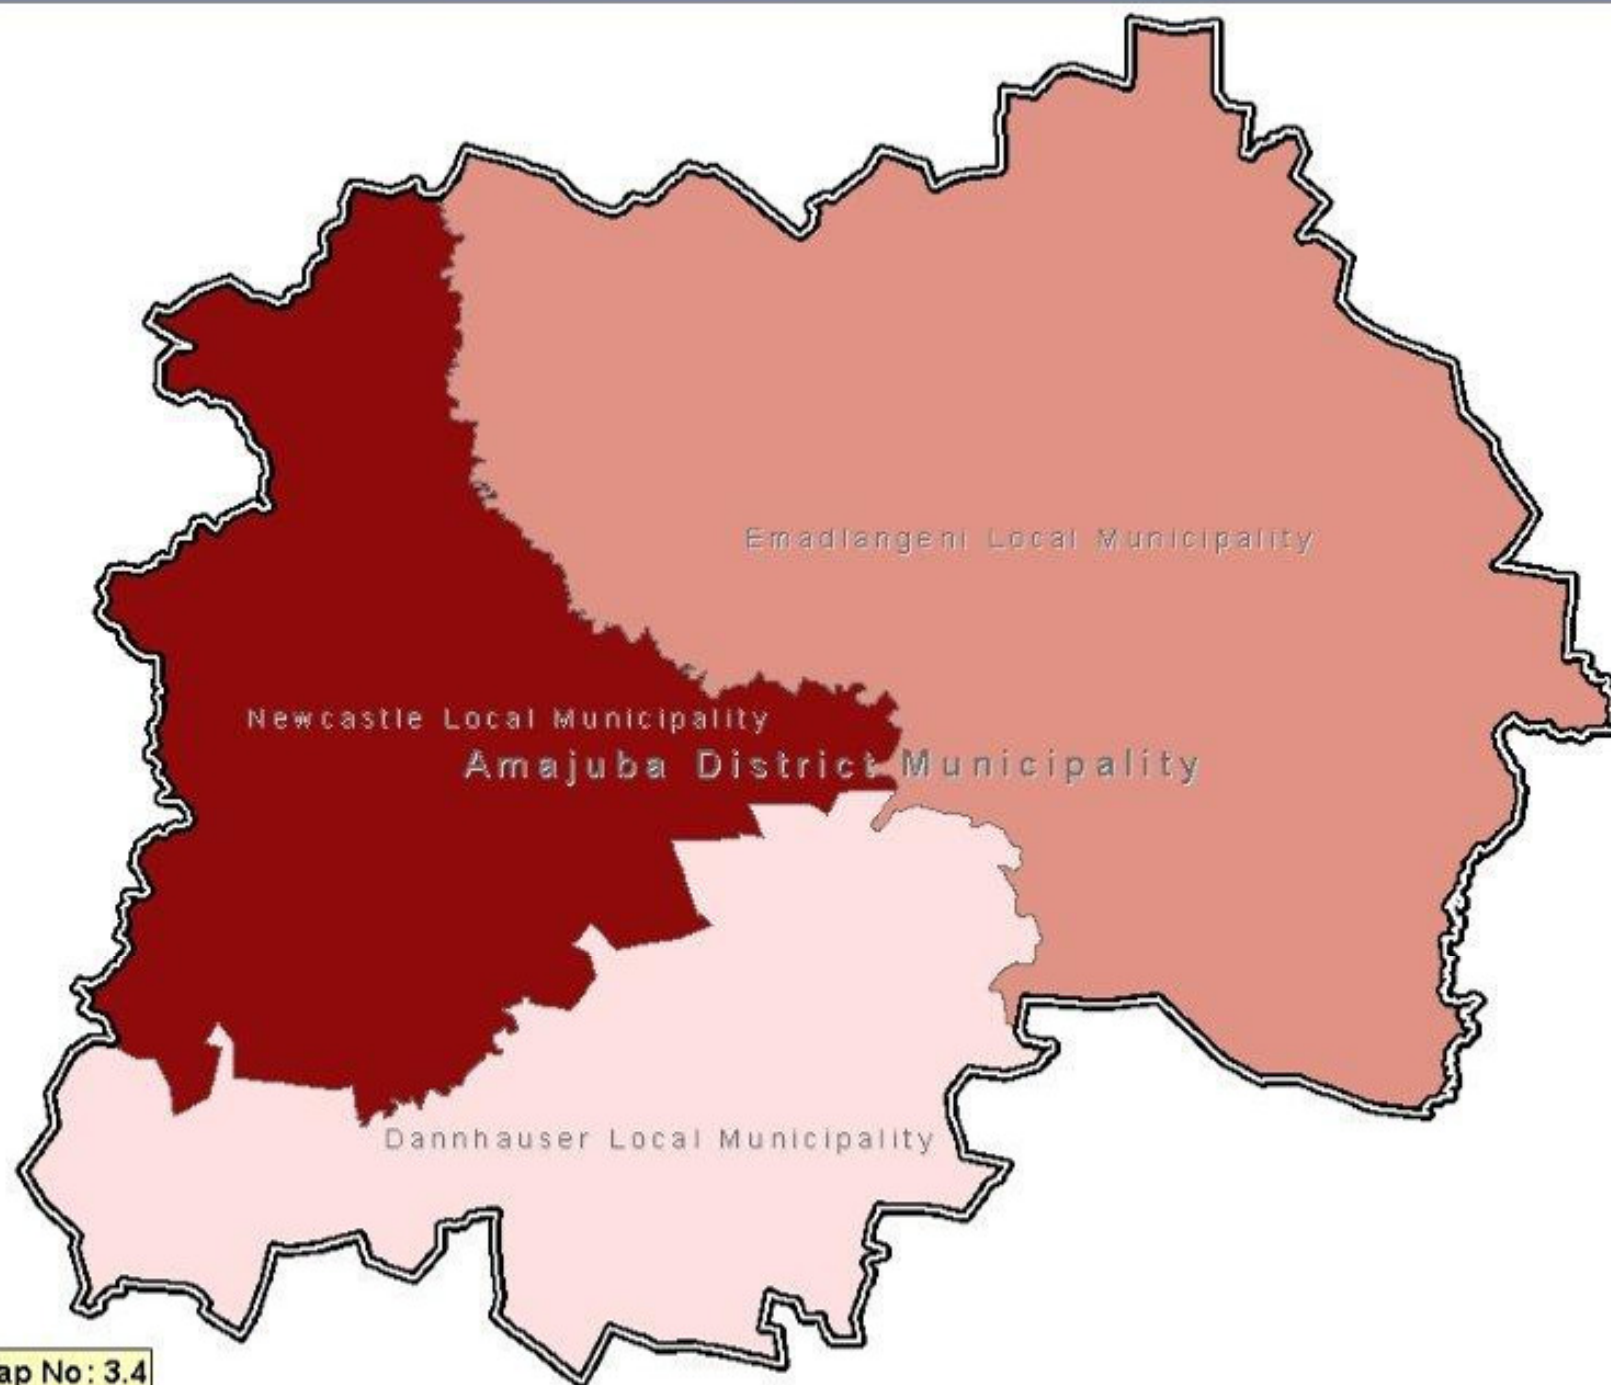 Emadlangeni Local Municipality
Newcastle Local Municipality
Amajuba District Municipality
Dannhauser Local Municipality
ap No: 3.4